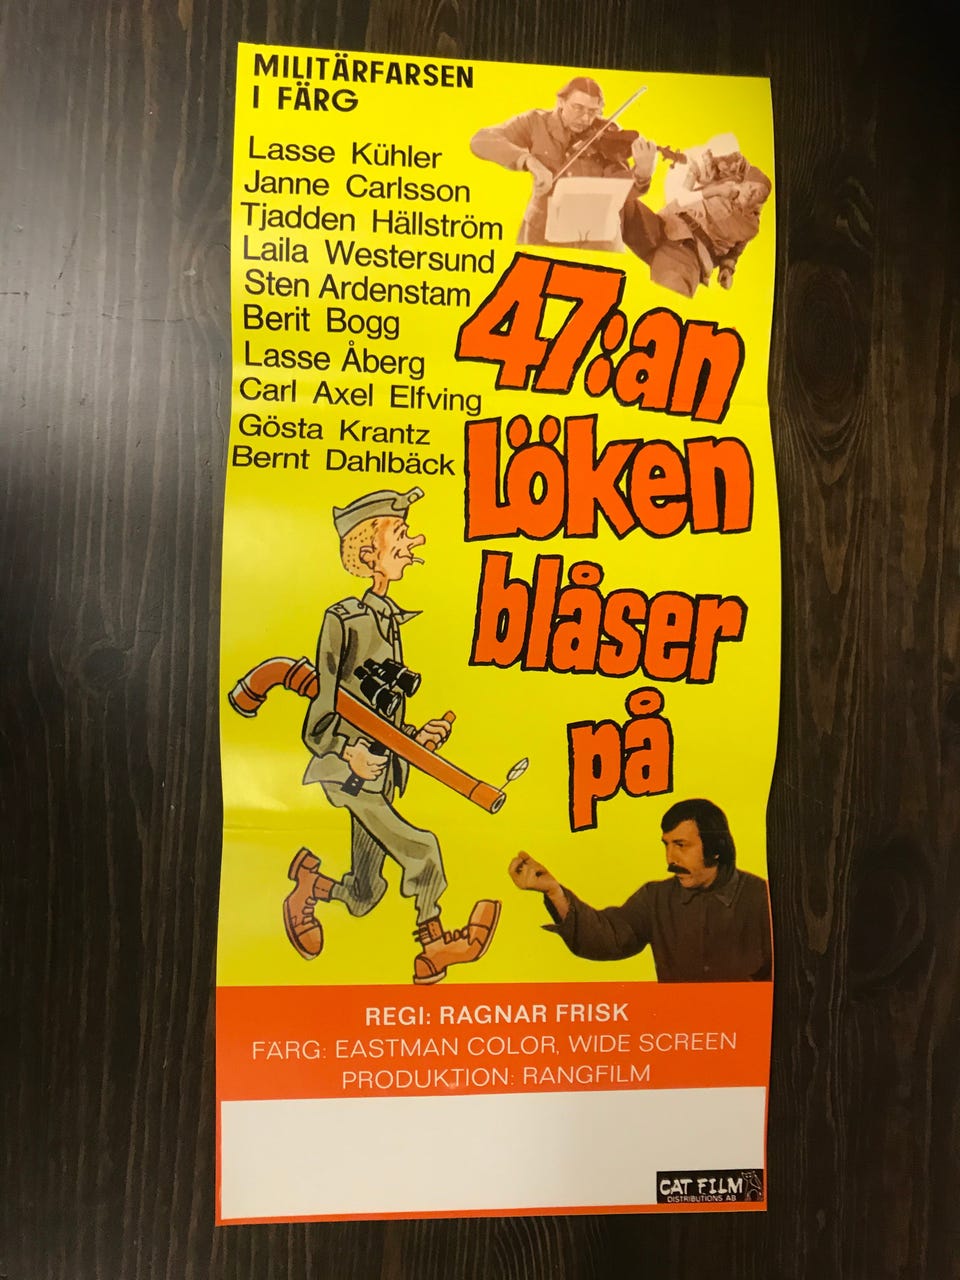 MILITÄRFARSEN
I FÄRG
Lasse Kühler
Janne Carlsson
Tjadden Hällström
Laila Westersund
Sten Ardenstam
Berit Bogg
Lasse Åberg
Carl Axel Elfving
Gösta Krantz
Bernt Dahlbäck
47:an
Löken
blåser
på
REGI: RAGNAR FRISK
FÄRG: EASTMAN COLOR, WIDE SCREEN
PRODUKTION: RANGFILM
CAT FILM
DISTRIBUTIONS AB